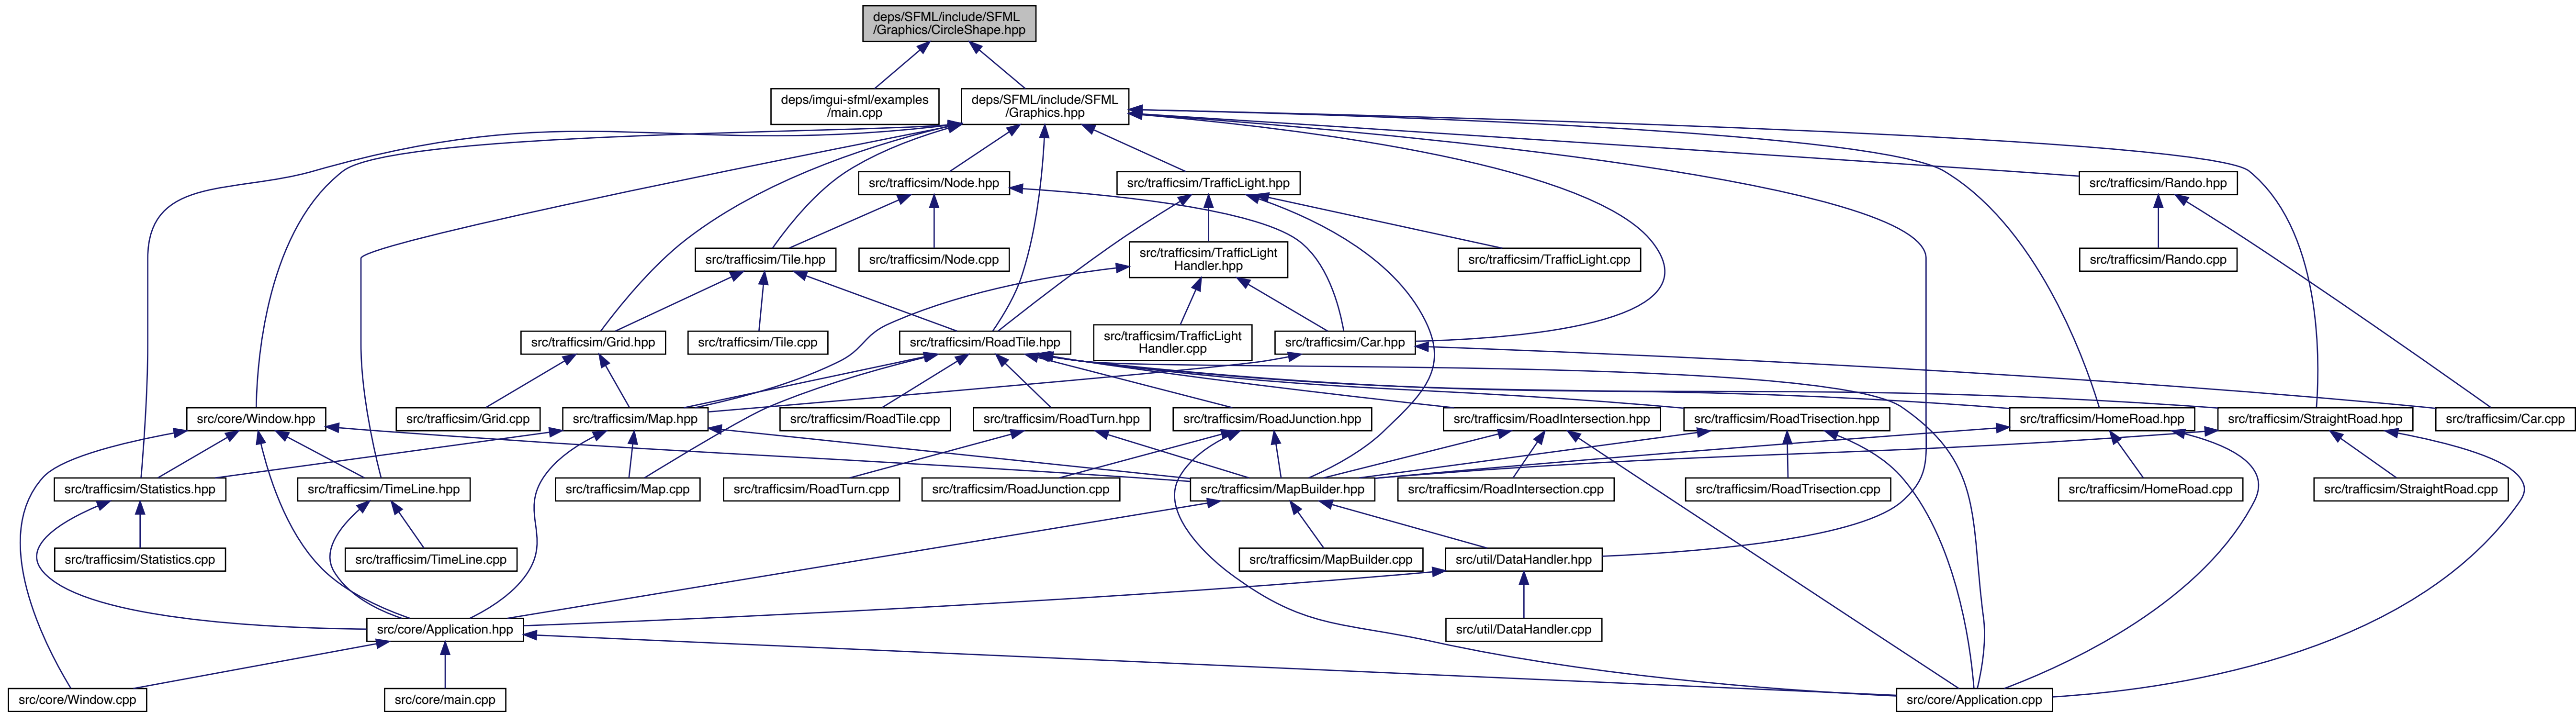 deps/SFML/include/SFML
/Graphics/CircleShape.hpp
deps/imgui-sfml/examples
/main.cpp
deps/SFML/include/SFML
/Graphics.hpp
src/trafficsim/Node.hpp
src/trafficsim/TrafficLight.hpp
src/trafficsim/Rando.hpp
src/trafficsim/Tile.hpp
src/trafficsim/Node.cpp
src/trafficsim/TrafficLight
Handler.hpp
src/trafficsim/TrafficLight.cpp
src/trafficsim/Rando.cpp
src/trafficsim/Grid.hpp
src/trafficsim/Tile.cpp
src/trafficsim/RoadTile.hpp
src/trafficsim/TrafficLight
Handler.cpp
src/trafficsim/Car.hpp
src/core/Window.hpp
src/trafficsim/Grid.cpp
src/trafficsim/Map.hpp
src/trafficsim/RoadTile.cpp
src/trafficsim/RoadTurn.hpp
src/trafficsim/RoadJunction.hpp
src/trafficsim/RoadIntersection.hpp
src/trafficsim/RoadTrisection.hpp
src/trafficsim/HomeRoad.hpp
src/trafficsim/StraightRoad.hpp
src/trafficsim/Car.cpp
src/trafficsim/Statistics.hpp
src/trafficsim/TimeLine.hpp
src/trafficsim/Map.cpp
src/trafficsim/RoadTurn.cpp
src/trafficsim/RoadJunction.cpp
src/trafficsim/MapBuilder.hpp
src/trafficsim/RoadIntersection.cpp
src/trafficsim/RoadTrisection.cpp
src/trafficsim/HomeRoad.cpp
src/trafficsim/StraightRoad.cpp
src/trafficsim/Statistics.cpp
src/trafficsim/TimeLine.cpp
src/trafficsim/MapBuilder.cpp
src/util/DataHandler.hpp
src/core/Application.hpp
src/util/DataHandler.cpp
src/core/Window.cpp
src/core/main.cpp
src/core/Application.cpp